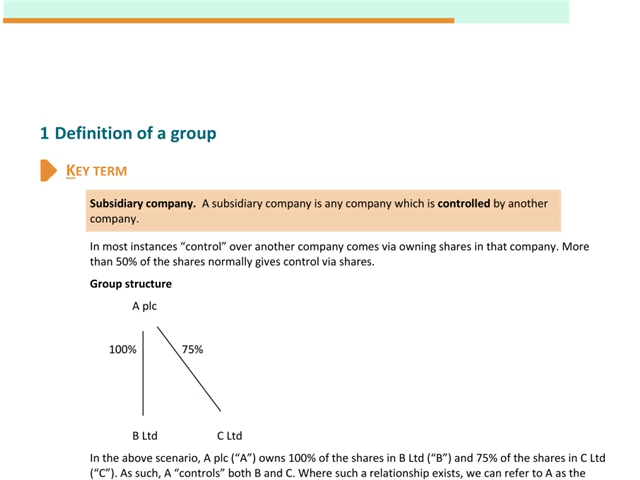 1 Definition of a group
KEY TERM
Subsidiary company. A subsidiary company is any company which is controlled by another
company.
In most instances “control” over another company comes via owning shares in that company. More
than 50% of the shares normally gives control via shares.
Group structure
A plc
100% 75%
B Ltd C Ltd
In the above scenario, A plc (“A”) owns 100% of the shares in B Ltd (“B”) and 75% of the shares in C Ltd
(“C”). As such, A “controls” both B and C. Where such a relationship exists, we can refer to A as the